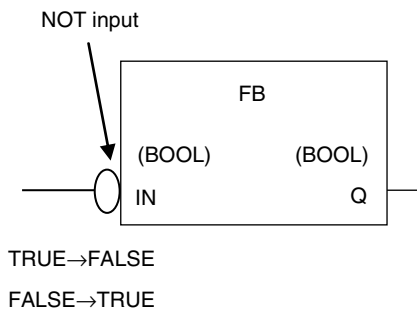 NOT input
FB
(BOOL) (BOOL)
IN Q
TRUE→FALSE
FALSE→TRUE